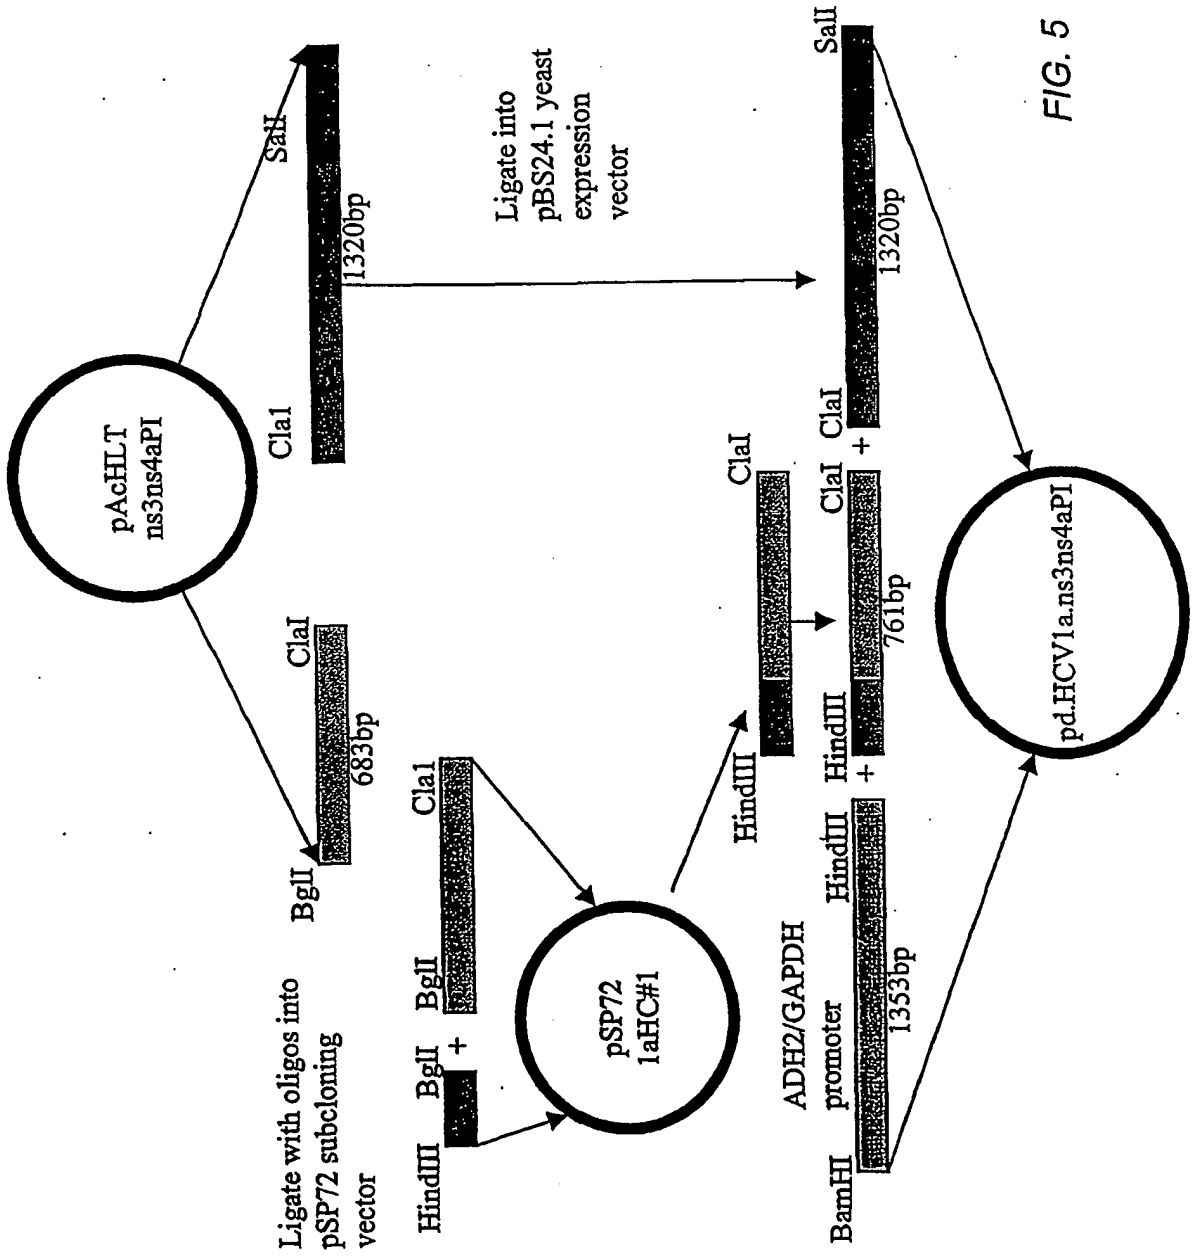 pAcHLT
ns3ns4aPI
BglI
ClaI
683bp
Cla1
SalI
1320bp
Ligate with oligos into
pSP72 subcloning
vector
HindIII
BglI
+
BglI
Cla1
Ligate into
pBS24.1 yeast
expression
vector
pSP72
1aHC#1
HindIII
ClaI
ADH2/GAPDH
BamHI
promoter
HindIII
1353bp
+
HindIII
ClaI
761bp
+
ClaI
SalI
1320bp
pd.HCV1a.ns3ns4aPI
FIG. 5